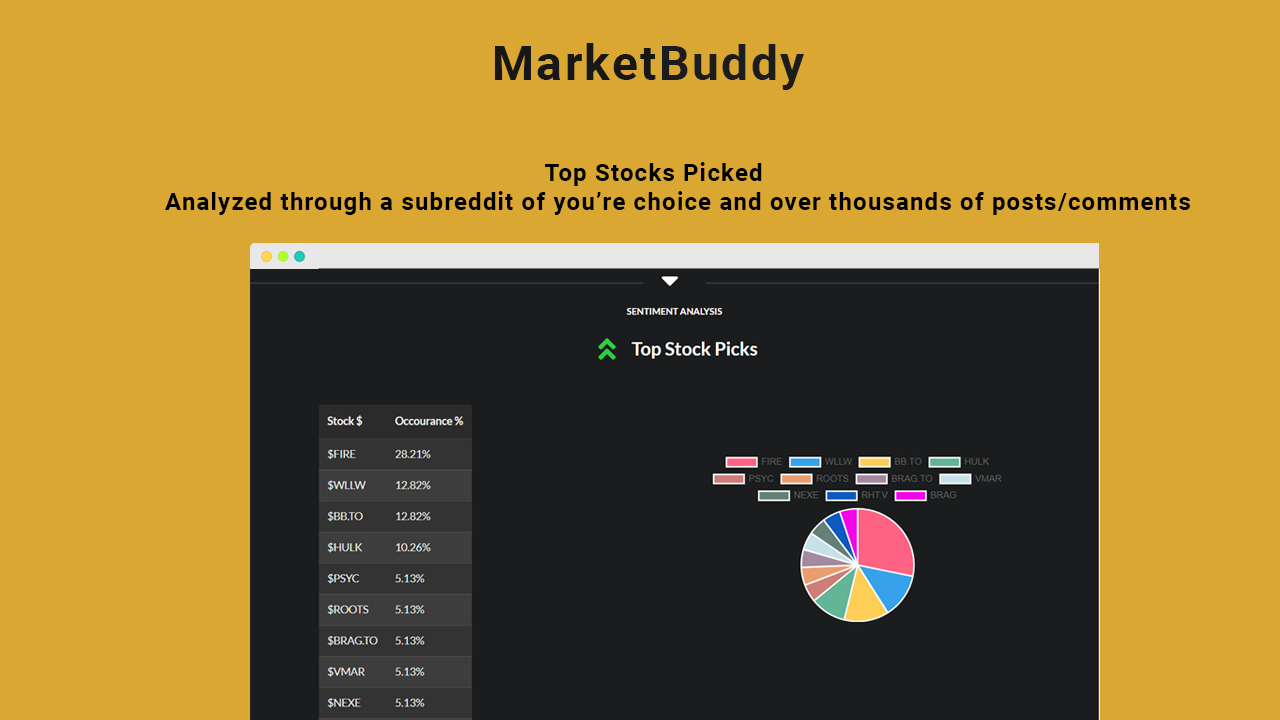 MarketBuddy
Top Stocks Picked
Analyzed through a subreddit of you’re choice and over thousands of posts/comments
SENTIMENT ANALYSIS
Top Stock Picks
Stock $ Occourance %
$FIRE 28.21%
$WLLW 12.82%
$BB.TO 12.82%
$HULK 10.26%
$PSYC 5.13%
$ROOTS 5.13%
$BRAG.TO 5.13%
$VMAR 5.13%
$NEXE 5.13%
FIRE WLLW BB.TO HULK
PSYC ROOTS BRAG.TO VMAR
NEXE RHT.V BRAG